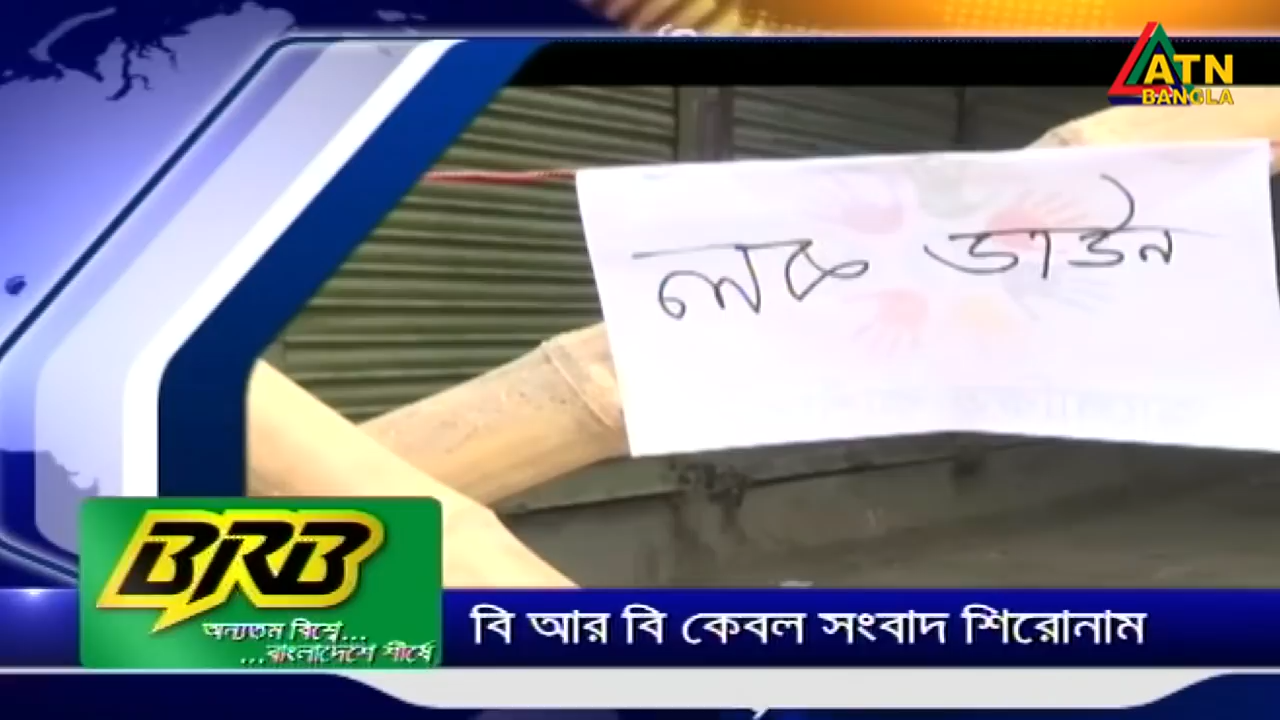 ATN
BANGLA
লক ডাউন
BRB
অন্যতম বিশ্বে...
...বাংলাদেশে শীর্ষে
বি আর বি কেবল সংবাদ শিরোনাম